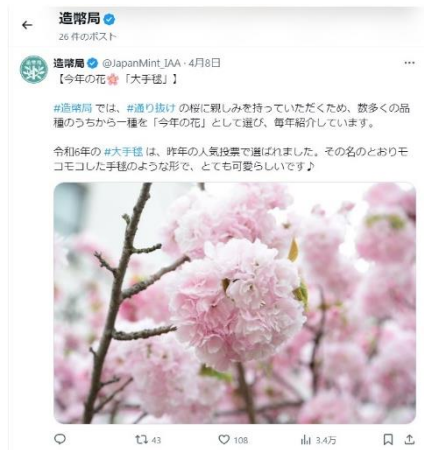 造幣局
26 件のポスト
造幣局 @JapanMint_IAA · 4月8日
【今年の花🌸「大手毬」】
#造幣局 では、#通り抜け の桜に親しみを持っていただくため、数多くの品
種のうちから一種を「今年の花」として選び、毎年紹介しています。
令和6年の #大手毬 は、昨年の人気投票で選ばれました。その名のとおりモ
コモコした手毬のような形で、とても可愛らしいです♪
43 108 3.4万